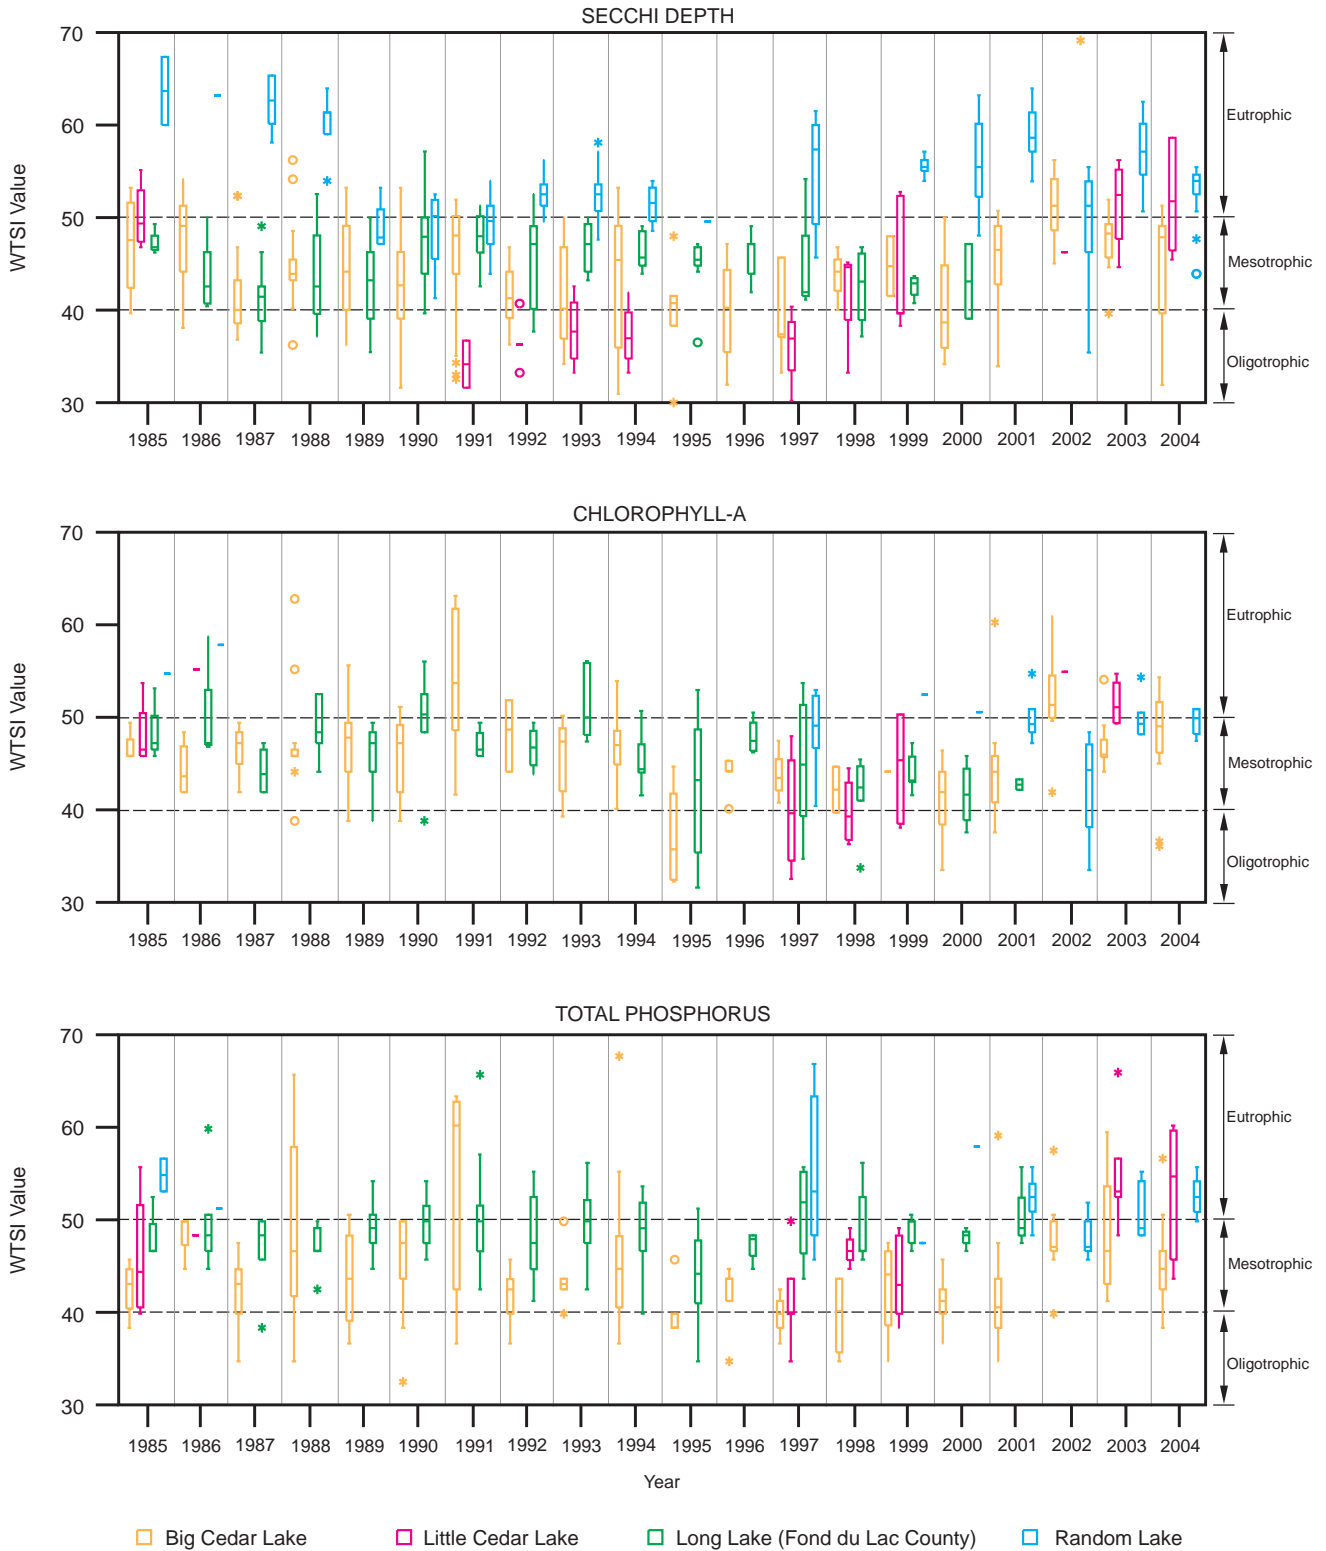 SECCHI DEPTH
70
60
50
40
30
WTSI Value
Eutrophic
Mesotrophic
Oligotrophic
1985 1986 1987 1988 1989 1990 1991 1992 1993 1994 1995 1996 1997 1998 1999 2000 2001 2002 2003 2004
CHLOROPHYLL-A
70
60
50
40
30
WTSI Value
Eutrophic
Mesotrophic
Oligotrophic
1985 1986 1987 1988 1989 1990 1991 1992 1993 1994 1995 1996 1997 1998 1999 2000 2001 2002 2003 2004
TOTAL PHOSPHORUS
70
60
50
40
30
WTSI Value
Eutrophic
Mesotrophic
Oligotrophic
1985 1986 1987 1988 1989 1990 1991 1992 1993 1994 1995 1996 1997 1998 1999 2000 2001 2002 2003 2004
Year
Big Cedar Lake Little Cedar Lake Long Lake (Fond du Lac County) Random Lake